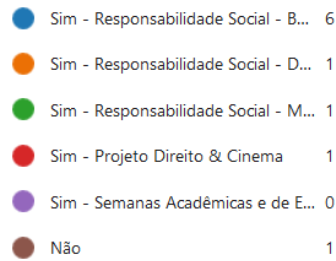 Sim - Responsabilidade Social - B... 6
Sim - Responsabilidade Social - D... 1
Sim - Responsabilidade Social - M... 1
Sim - Projeto Direito & Cinema 1
Sim - Semanas Acadêmicas e de E... 0
Não 1